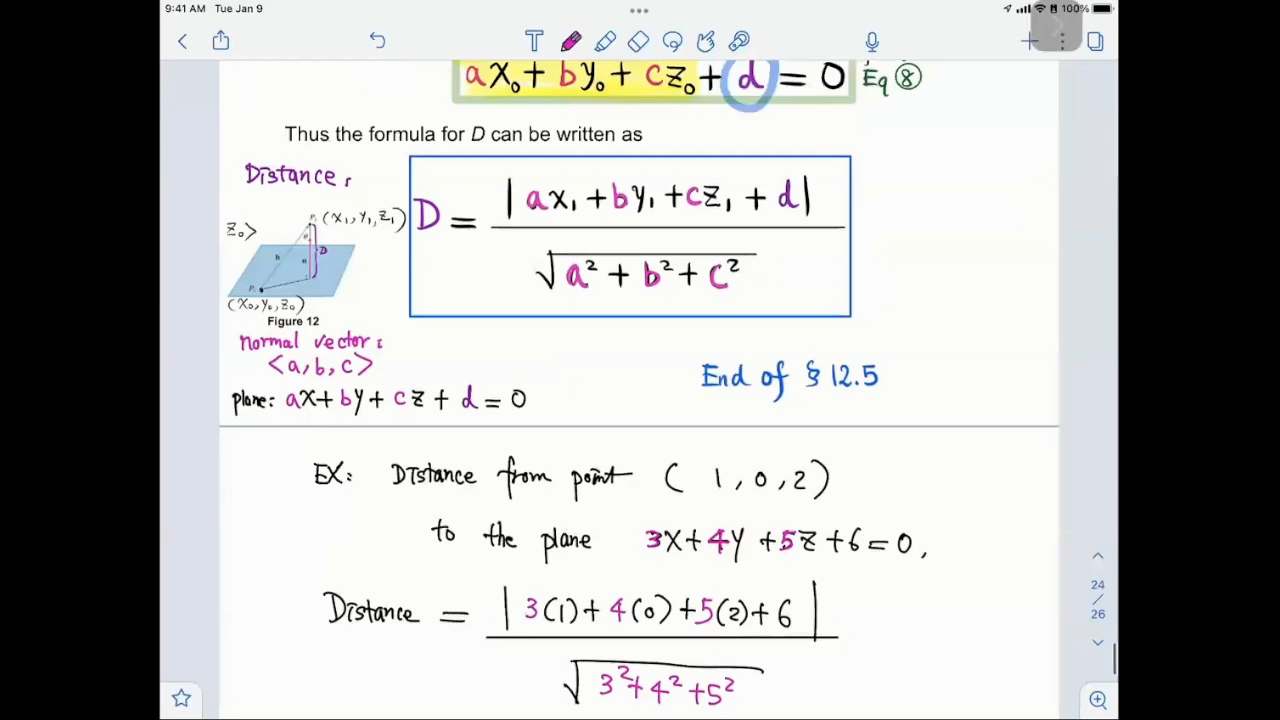 9:41 AM Tue Jan 9
100%
ax₀ + by₀ + cz₀ + d = 0 Eq ⑧
Thus the formula for D can be written as
Distance:
D = |ax₁ + by₁ + cz₁ + d|
√a² + b² + c²
(x₁, y₁, z₁)
z₀>
D
b
(x₀, y₀, z₀)
Figure 12
normal vector:
<a, b, c>
plane: ax + by + cz + d = 0
End of § 12.5
EX: Distance from point (1, 0, 2)
to the plane 3x + 4y + 5z + 6 = 0,
Distance = |3(1) + 4(0) + 5(2) + 6|
√3² + 4² + 5²
24
/
26